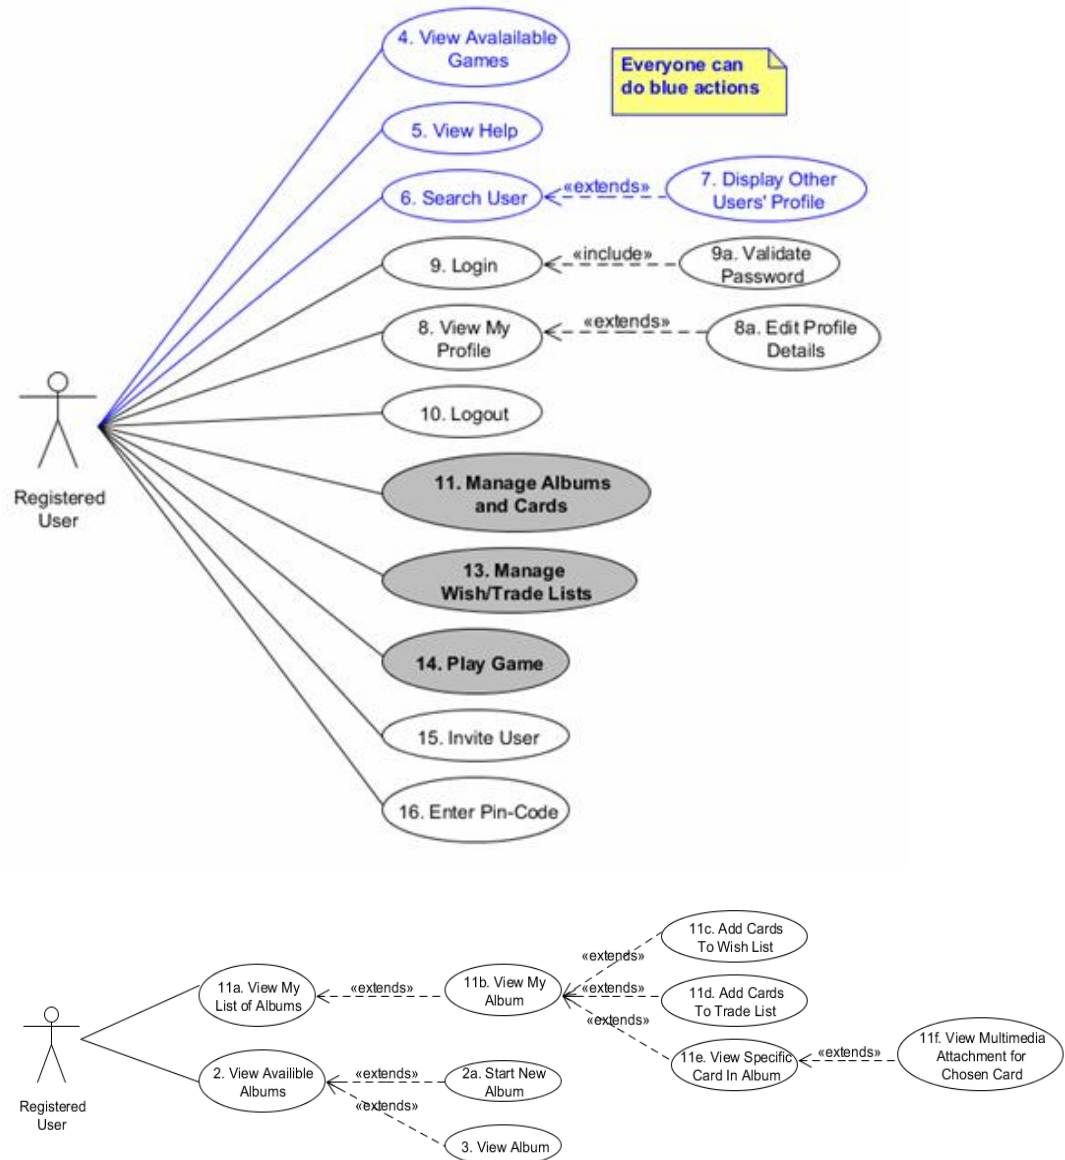 4. View Avalailable
Games
Everyone can
do blue actions
5. View Help
6. Search User
«extends»
7. Display Other
Users' Profile
9. Login
«include»
9a. Validate
Password
8. View My
Profile
«extends»
8a. Edit Profile
Details
10. Logout
Registered
User
11. Manage Albums
and Cards
13. Manage
Wish/Trade Lists
14. Play Game
15. Invite User
16. Enter Pin-Code
11c. Add Cards
To Wish List
«extends»
11a. View My
List of Albums
«extends»
11b. View My
Album
«extends»
11d. Add Cards
To Trade List
«extends»
11e. View Specific
Card In Album
«extends»
11f. View Multimedia
Attachment for
Chosen Card
2. View Availible
Albums
«extends»
2a. Start New
Album
«extends»
3. View Album
Registered
User